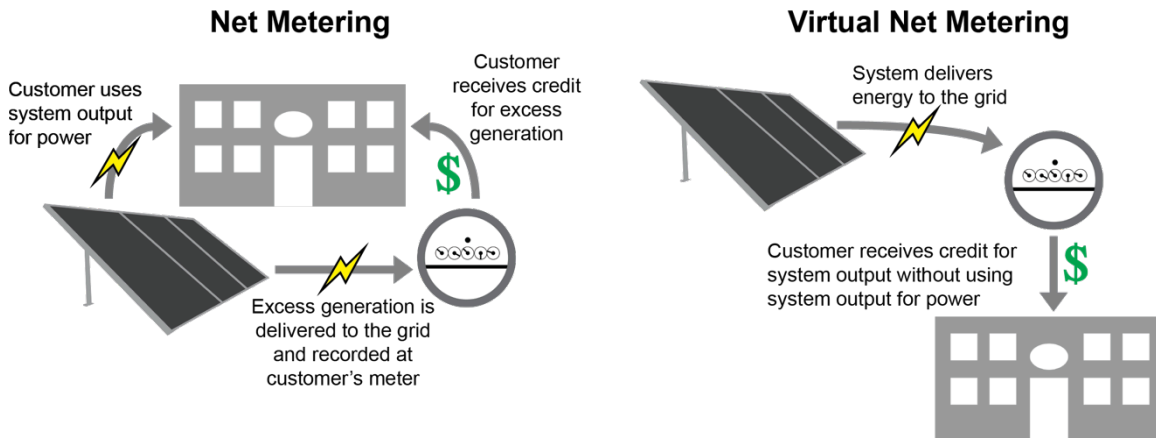 Net Metering
Customer uses
system output
for power
Customer
receives credit
for excess
generation
$
Excess generation is
delivered to the grid
and recorded at
customer’s meter
Virtual Net Metering
System delivers
energy to the grid
Customer receives credit for
system output without using
system output for power
$